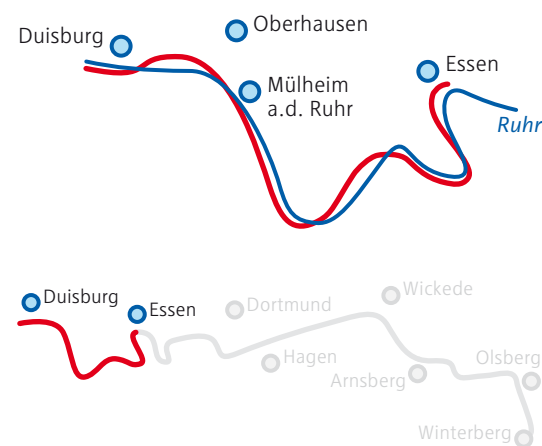 Oberhausen
Duisburg
Essen
Mülheim
a.d. Ruhr
Ruhr
Wickede
Duisburg
Essen
Dortmund
Hagen
Olsberg
Arnsberg
Winterberg